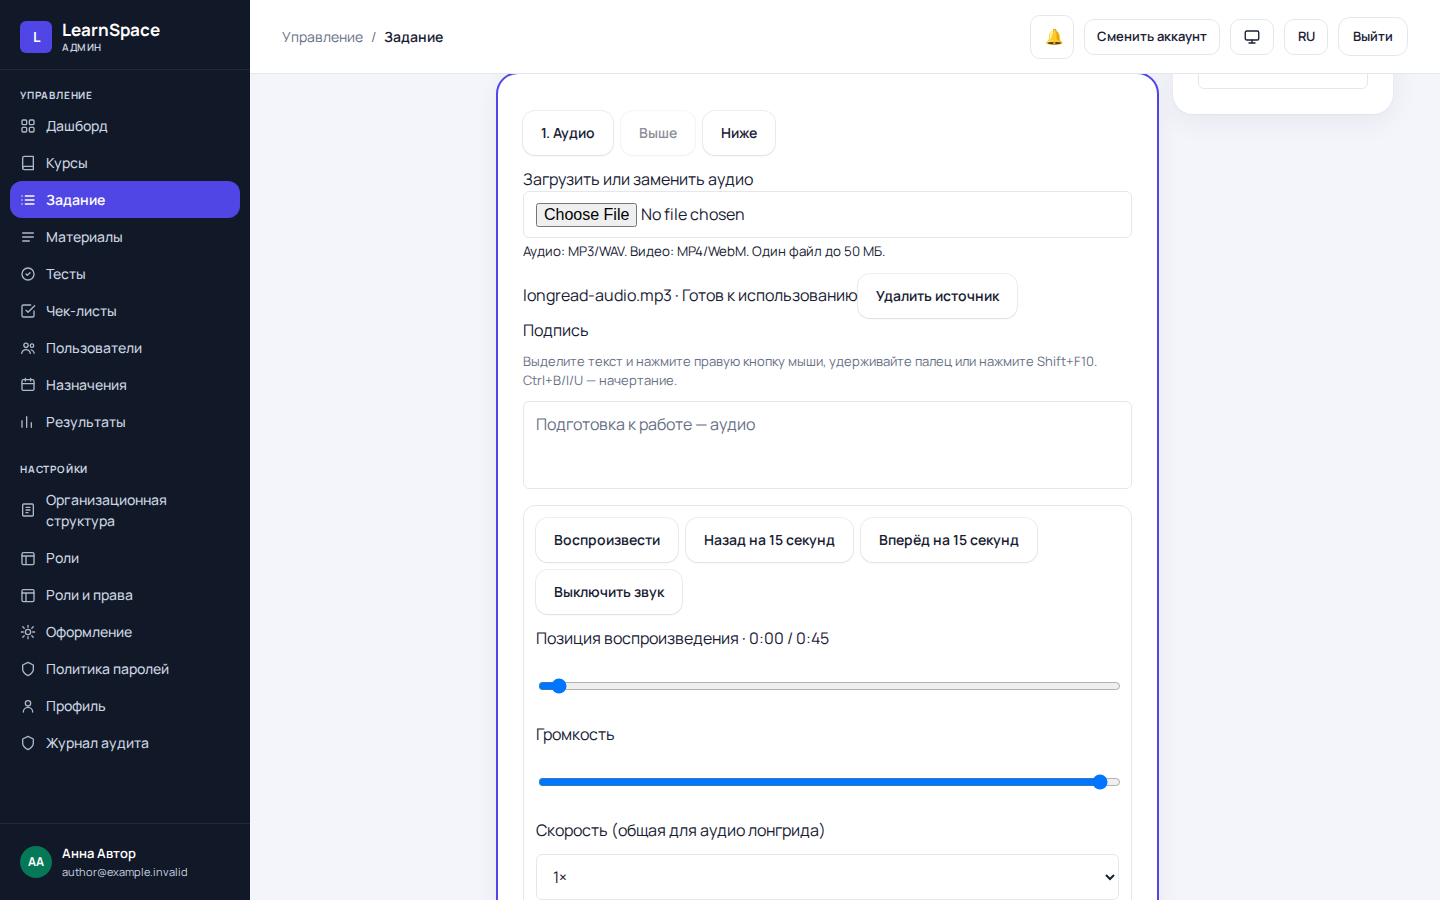 L
LearnSpace
АДМИН
УПРАВЛЕНИЕ
Дашборд
Курсы
Задание
Материалы
Тесты
Чек-листы
Пользователи
Назначения
Результаты
НАСТРОЙКИ
Организационная
структура
Роли
Роли и права
Оформление
Политика паролей
Профиль
Журнал аудита
АА
Анна Автор
author@example.invalid
Управление / Задание
Сменить аккаунт
RU
Выйти
1. Аудио
Выше
Ниже
Загрузить или заменить аудио
Choose File No file chosen
Аудио: MP3/WAV. Видео: MP4/WebM. Один файл до 50 МБ.
longread-audio.mp3 · Готов к использованию
Удалить источник
Подпись
Выделите текст и нажмите правую кнопку мыши, удерживайте палец или нажмите Shift+F10.
Ctrl+B/I/U — начертание.
Подготовка к работе — аудио
Воспроизвести
Назад на 15 секунд
Вперёд на 15 секунд
Выключить звук
Позиция воспроизведения · 0:00 / 0:45
Громкость
Скорость (общая для аудио лонгрида)
1×